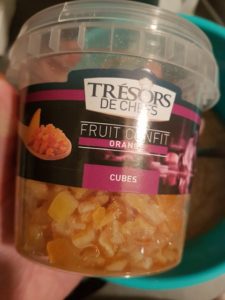 TRÉSORS
DE CHEFS
FRUIT CONFIT
ORANGE
CUBES